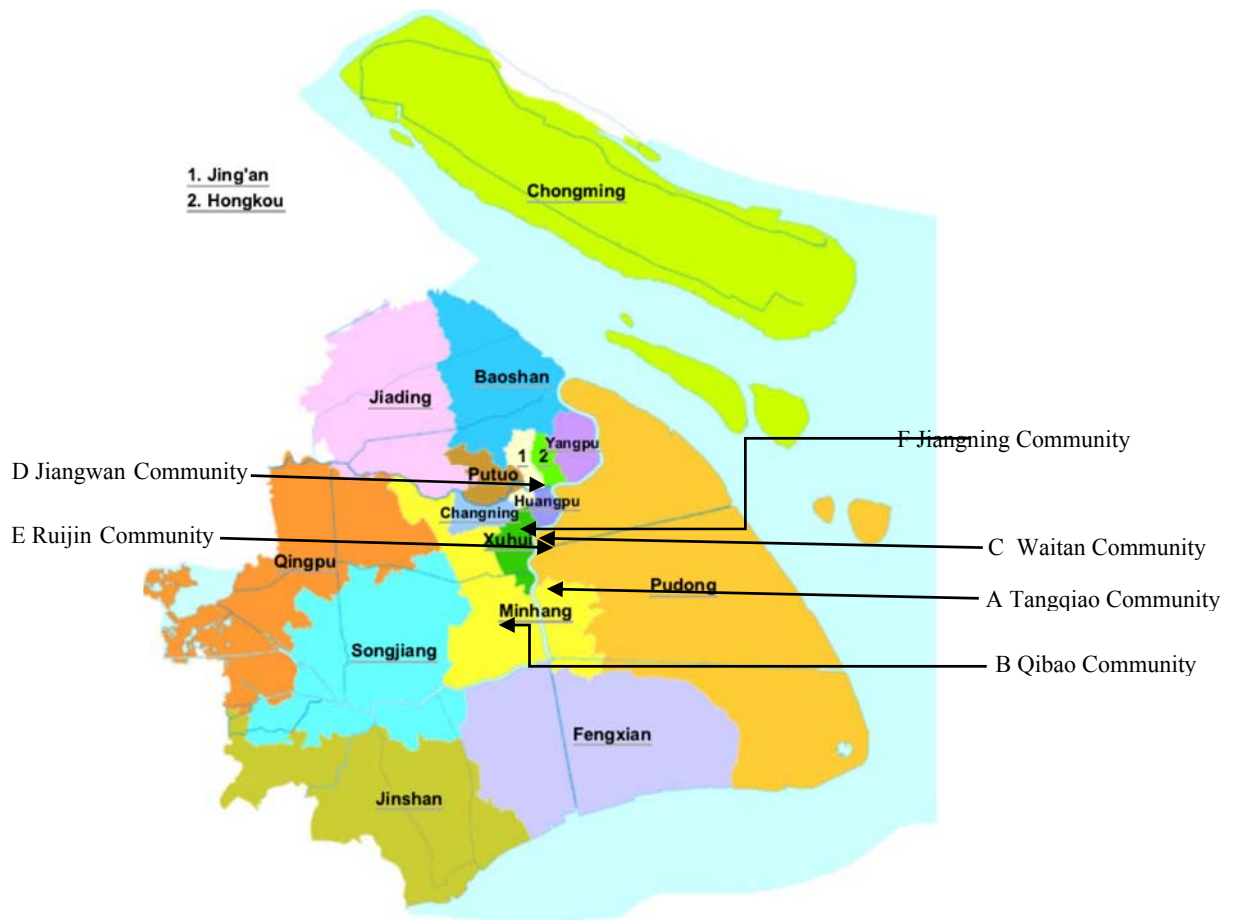 1. Jing'an
2. Hongkou
Chongming
Baoshan
Jiading
Yangpu
F Jiangning Community
1 2
D Jiangwan Community
Putuo
Huangpu
Changning
E Ruijin Community
Xuhui
C Waitan Community
Qingpu
Pudong
A Tangqiao Community
Minhang
Songjiang
B Qibao Community
Fengxian
Jinshan